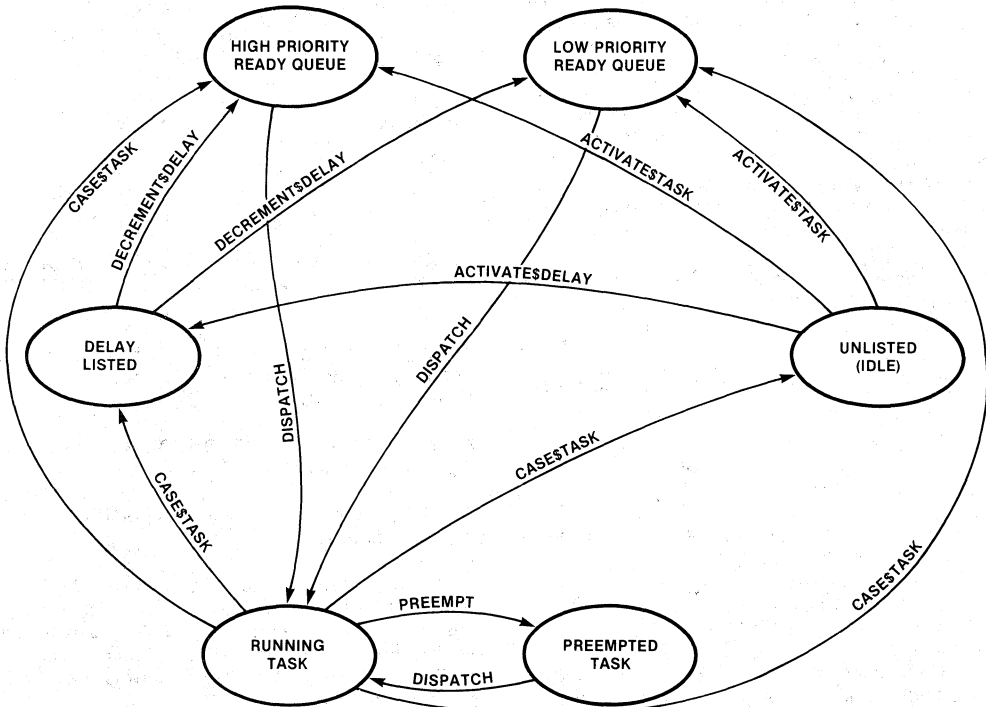 HIGH PRIORITY
READY QUEUE
LOW PRIORITY
READY QUEUE
CASE$TASK
DECREMENT$DELAY
DECREMENT$DELAY
ACTIVATE$TASK
ACTIVATE$TASK
ACTIVATE$DELAY
DELAY
LISTED
UNLISTED
(IDLE)
DISPATCH
DISPATCH
CASE$TASK
CASE$TASK
CASE$TASK
PREEMPT
RUNNING
TASK
PREEMPTED
TASK
DISPATCH